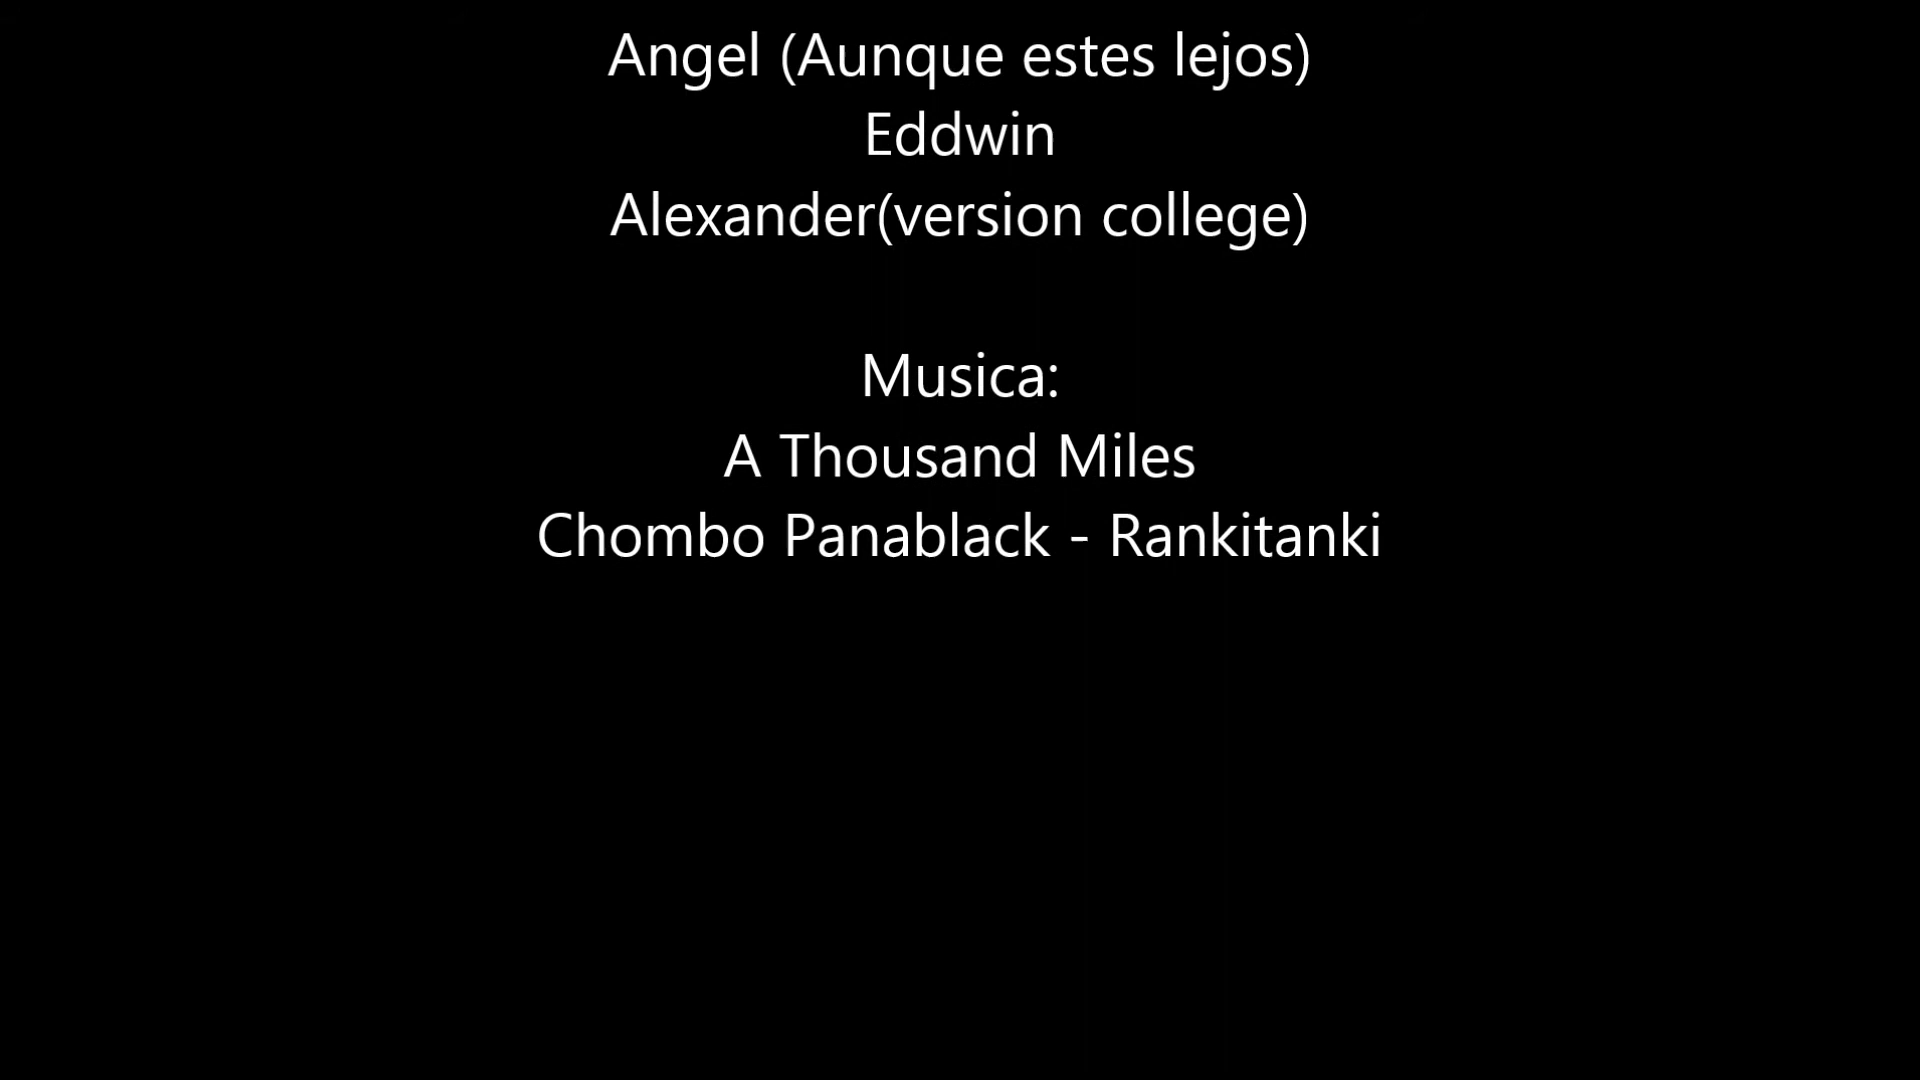 Angel (Aunque estes lejos)
Eddwin
Alexander(version college)
Musica:
A Thousand Miles
Chombo Panablack - Rankitanki